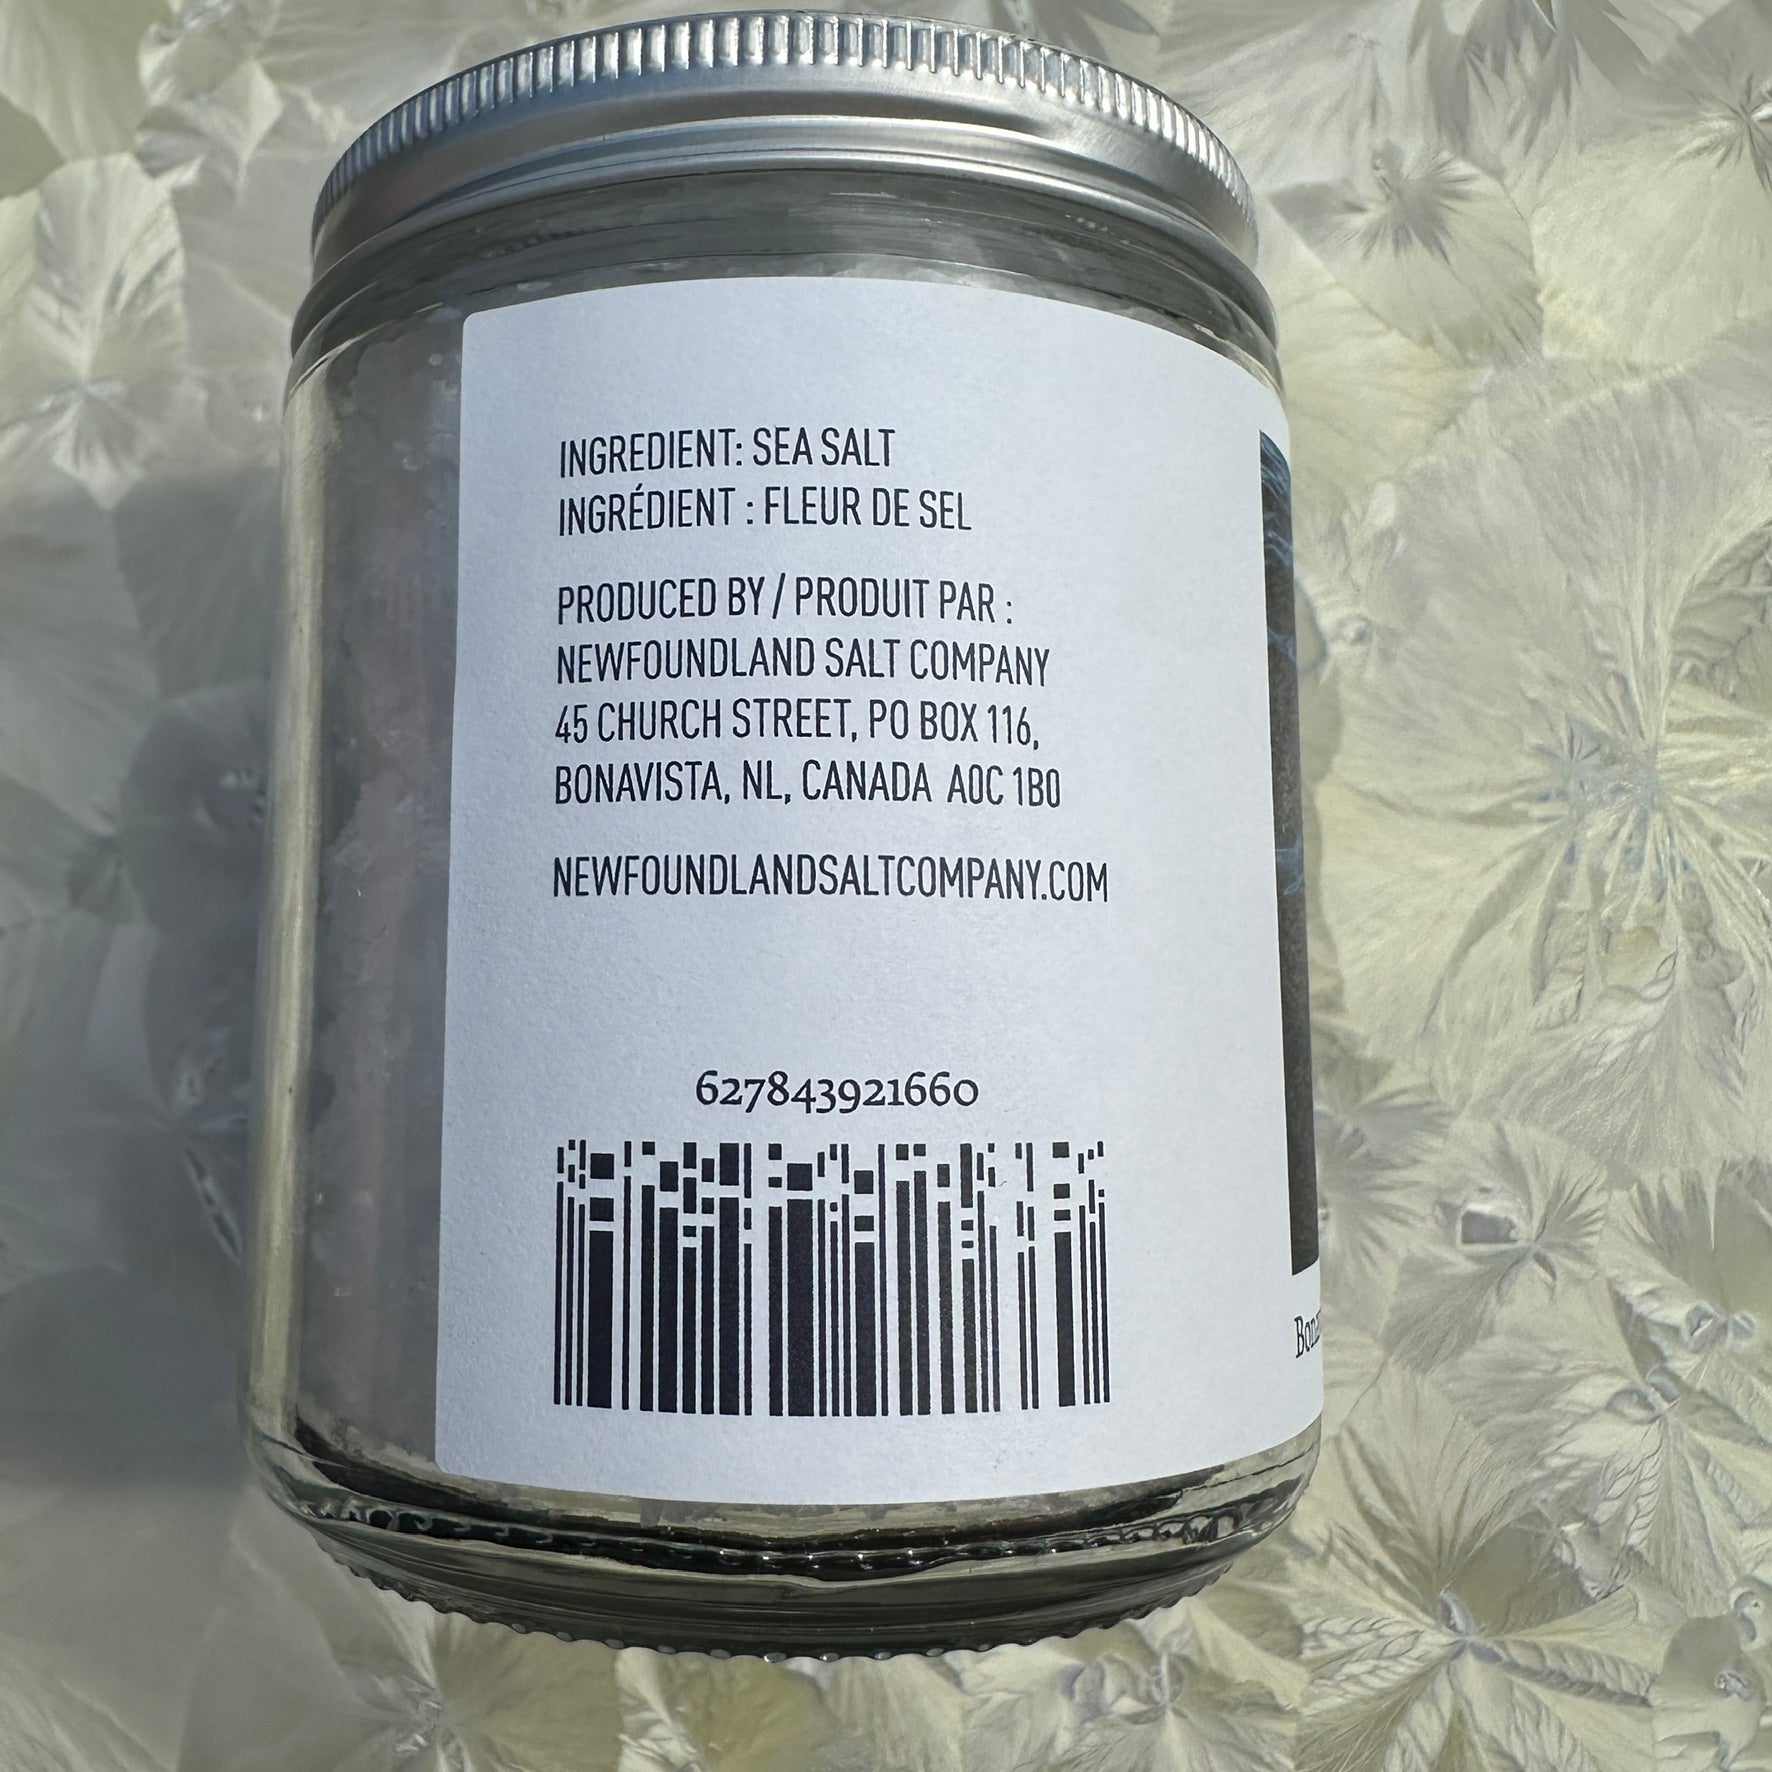 INGREDIENT: SEA SALT
INGRÉDIENT : FLEUR DE SEL
PRODUCED BY / PRODUIT PAR :
NEWFOUNDLAND SALT COMPANY
45 CHURCH STREET, PO BOX 116,
BONAVISTA, NL, CANADA A0C 1B0
NEWFOUNDLANDSALTCOMPANY.COM
627843921660